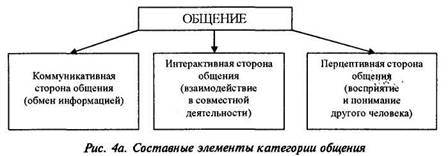 ОБЩЕНИЕ
Коммуникативная
сторона общения
(обмен информацией)
Интерактивная сторона
общения
(взаимодействие
в совместной
деятельности)
Перцептивная сторона
общения
(восприятие
и понимание
другого человека)
Рис. 4а. Составные элементы категории общения